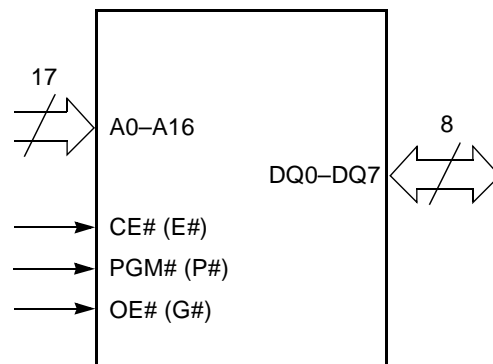 17
A0–A16
8
DQ0–DQ7
CE# (E#)
PGM# (P#)
OE# (G#)